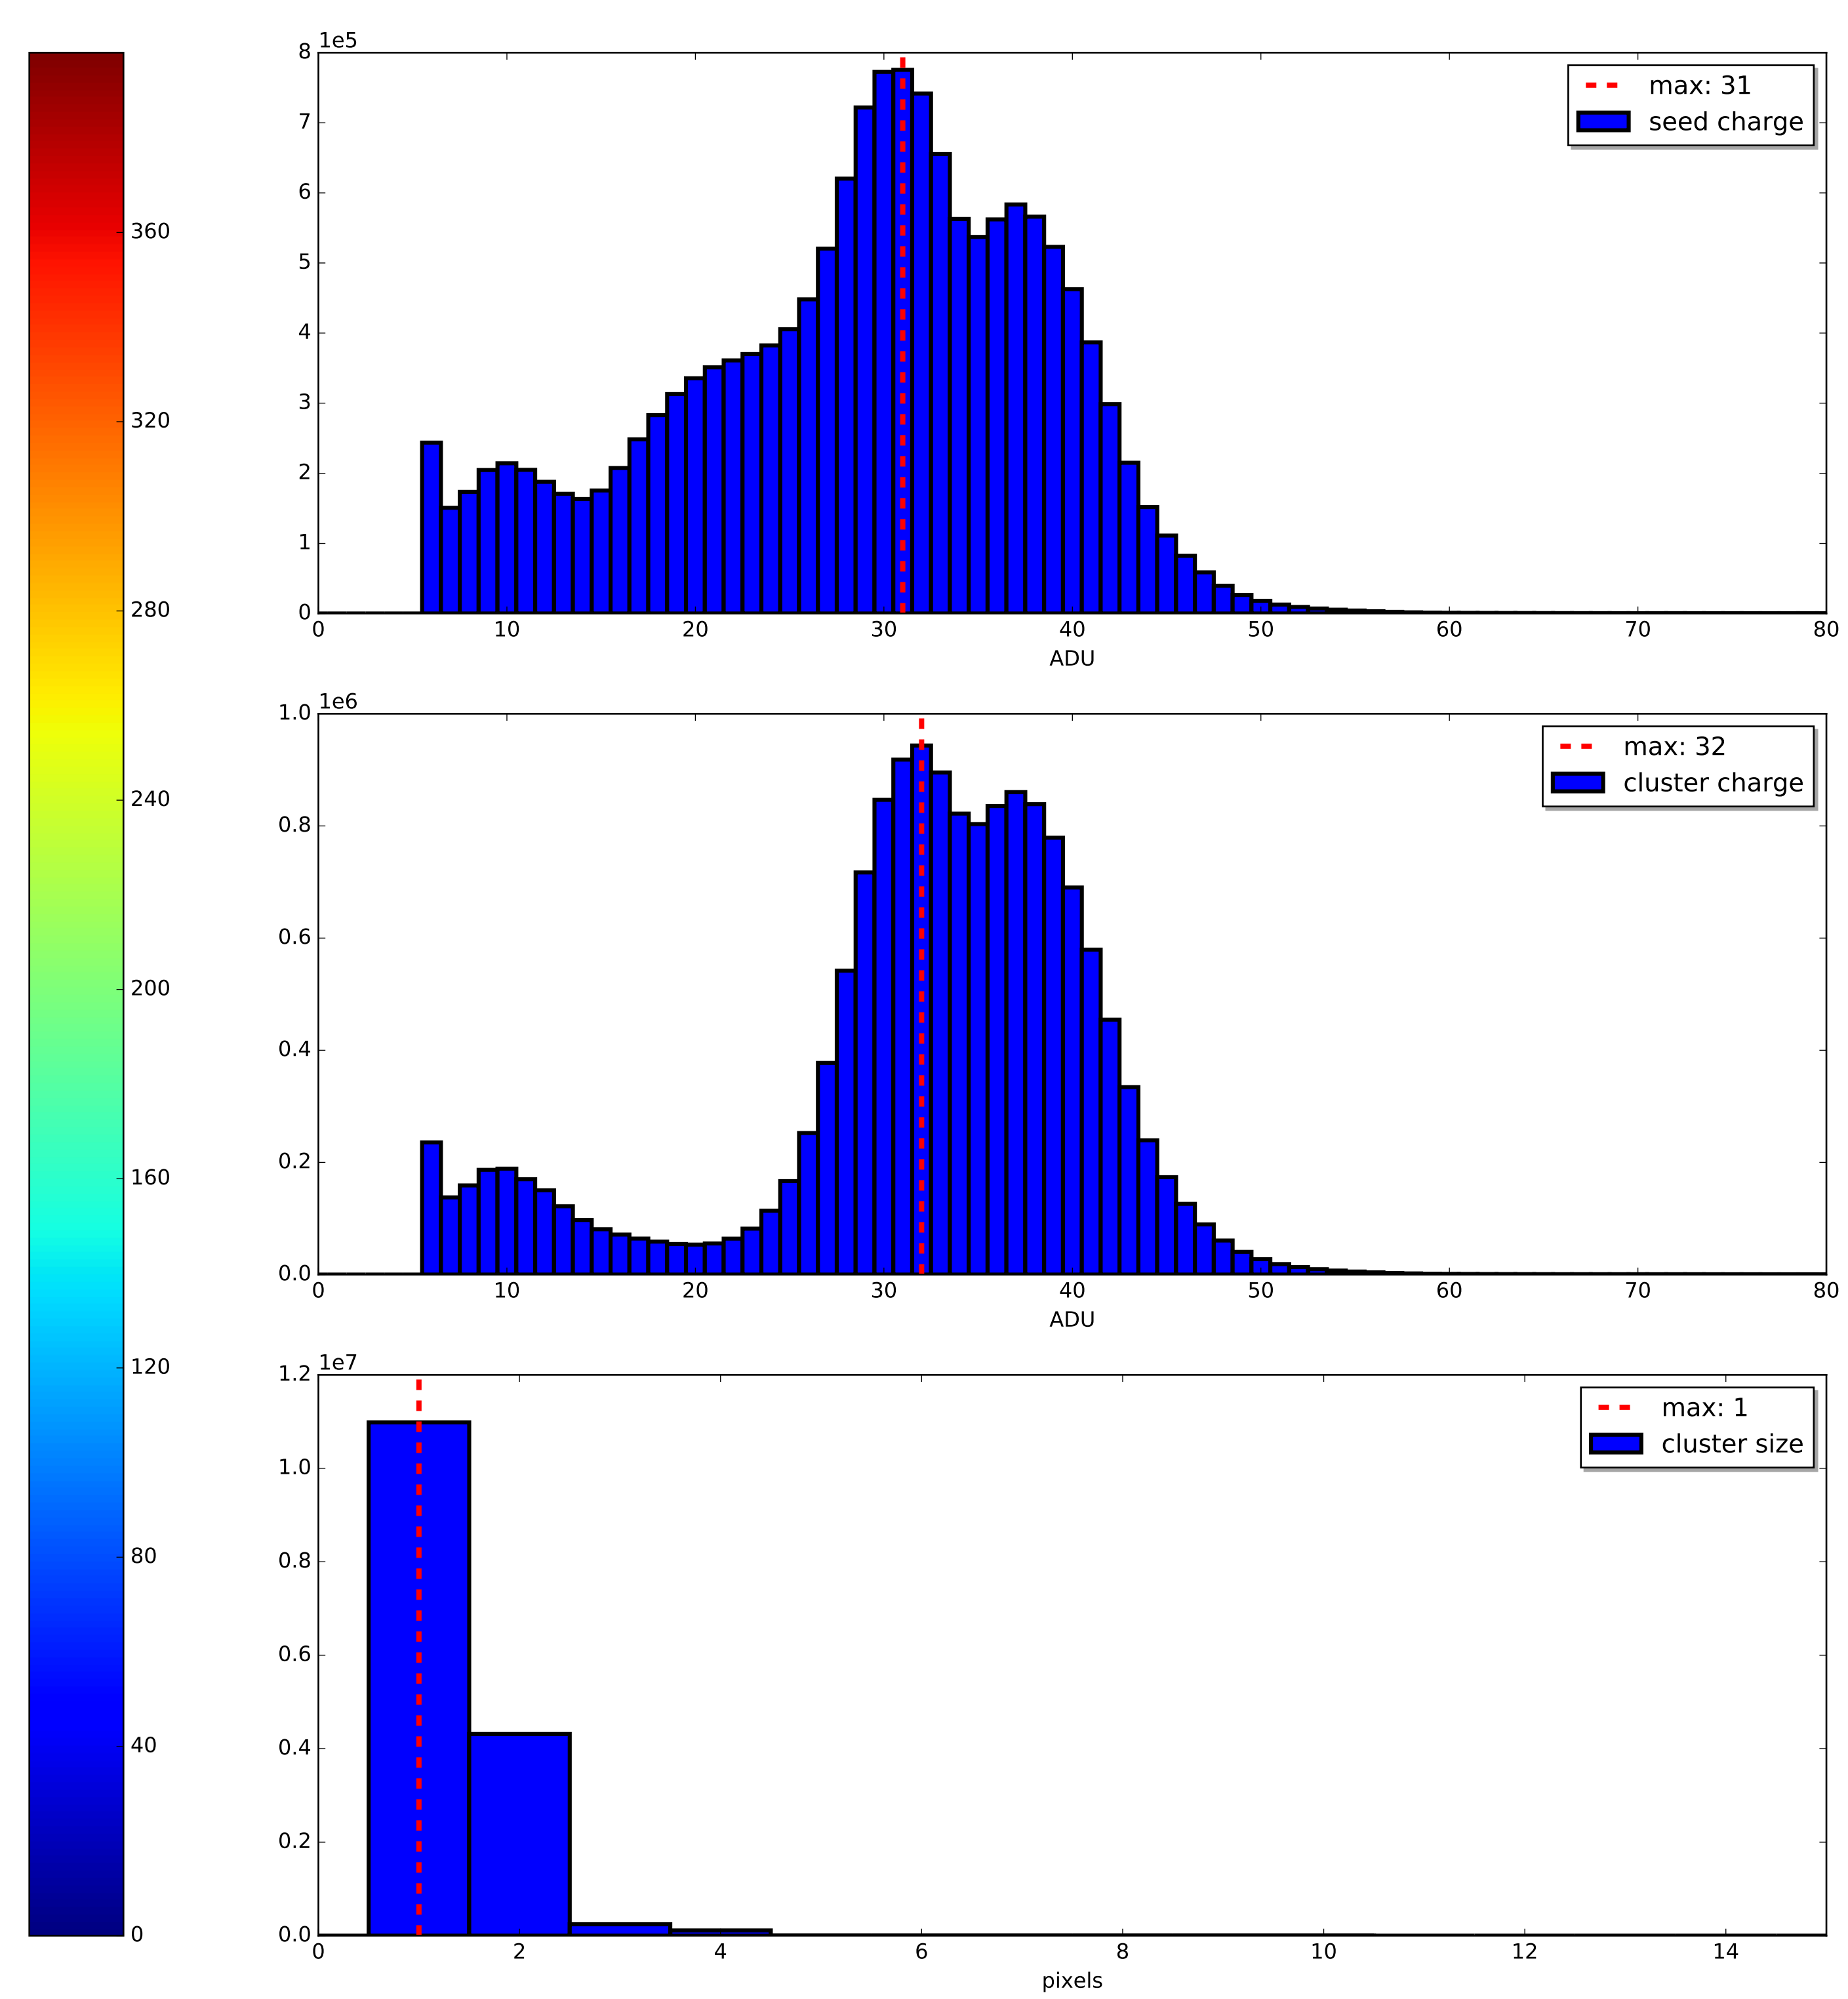 360
320
280
240
200
160
120
80
40
0
1e5
8
7
6
5
4
3
2
1
0
max: 31
seed charge
0 10 20 30 40 50 60 70 80
ADU
1e6
1.0
0.8
0.6
0.4
0.2
0.0
max: 32
cluster charge
0 10 20 30 40 50 60 70 80
ADU
1e7
1.2
1.0
0.8
0.6
0.4
0.2
0.0
max: 1
cluster size
0 2 4 6 8 10 12 14
pixels